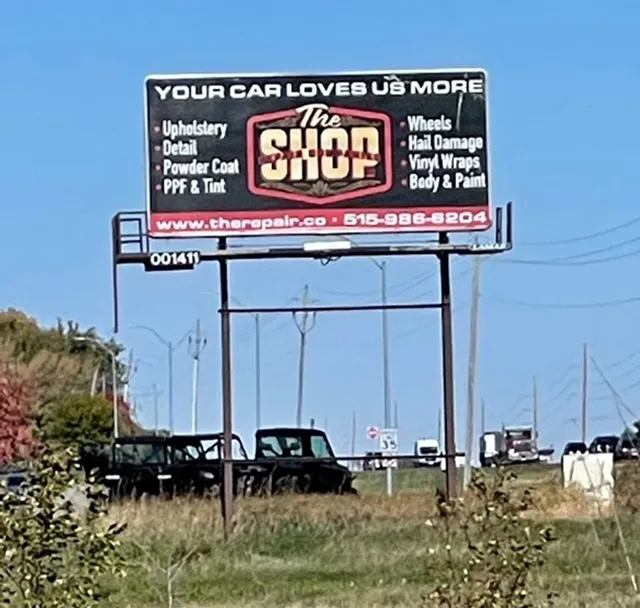 YOUR CAR LOVES US MORE
• Upholstery
• Detail
• Powder Coat
• PPF & Tint
The
SHOP
• Wheels
• Hail Damage
• Vinyl Wraps
• Body & Paint
www.therepair.co • 515-986-6204
001411
35